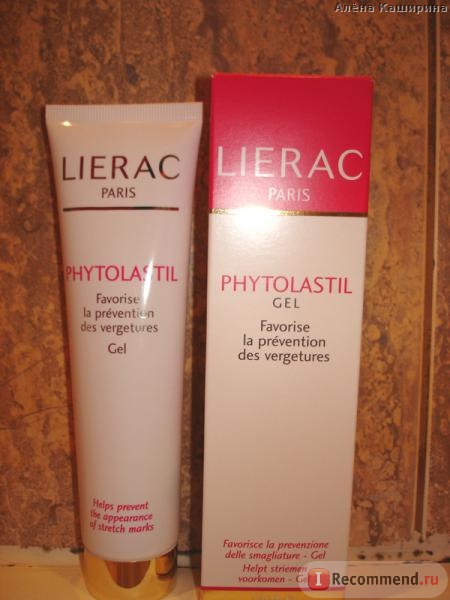 Алёна Каширина
LIERAC
PARIS
PHYTOLASTIL
Favorise
la prévention
des vergetures
Gel
Helps prevent
the appearance
of stretch marks
LIERAC
PARIS
PHYTOLASTIL
GEL
Favorise
la prévention
des vergetures
Favorisce la prevenzione
delle smagliature - Gel
Helpt striemen
voorkomen - Gel
iRecommend.ru